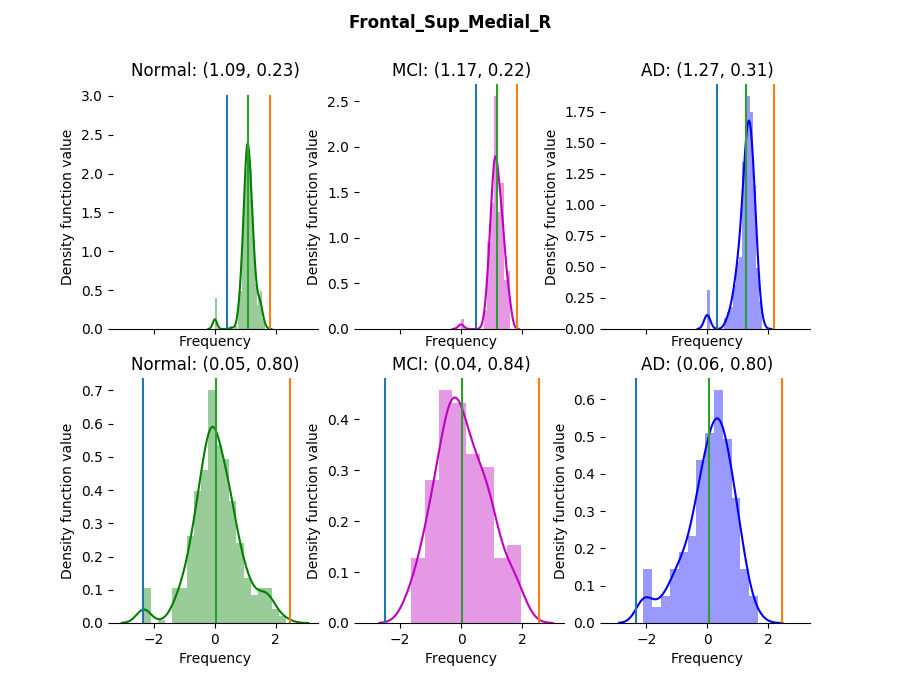 Frontal_Sup_Medial_R
Normal: (1.09, 0.23)
MCI: (1.17, 0.22)
AD: (1.27, 0.31)
Density function value
3.0
2.5
2.0
1.5
1.0
0.5
0.0
Frequency
Density function value
2.5
2.0
1.5
1.0
0.5
0.0
Frequency
Density function value
1.75
1.50
1.25
1.00
0.75
0.50
0.25
0.00
Frequency
Normal: (0.05, 0.80)
MCI: (0.04, 0.84)
AD: (0.06, 0.80)
Density function value
0.7
0.6
0.5
0.4
0.3
0.2
0.1
0.0
−2 0 2
Frequency
Density function value
0.4
0.3
0.2
0.1
0.0
−2 0 2
Frequency
Density function value
0.6
0.5
0.4
0.3
0.2
0.1
0.0
−2 0 2
Frequency